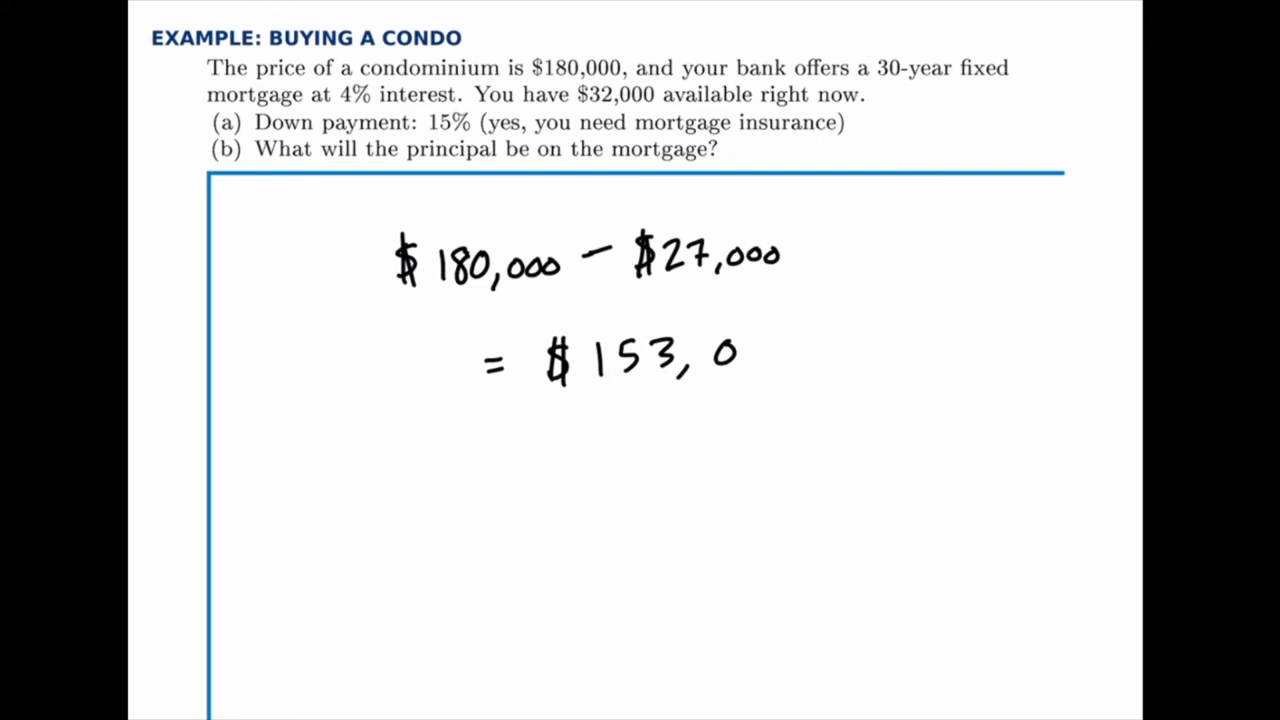 EXAMPLE: BUYING A CONDO
The price of a condominium is $180,000, and your bank offers a 30-year fixed
mortgage at 4% interest. You have $32,000 available right now.
(a) Down payment: 15% (yes, you need mortgage insurance)
(b) What will the principal be on the mortgage?
$ 180,000 − $27,000
= $ 153, 0